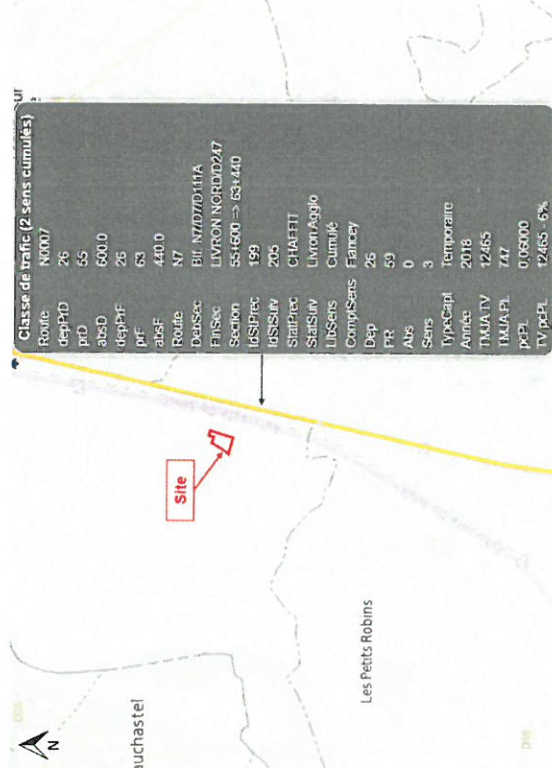 Classe de trafic (2 sens cumulés)
Route N0007
depPrD 26
prD 55
absD 600.0
depPrF 26
prF 63
absF 440.0
Route N7
DebSec Bif. N7/D7/D111A
FinSec LIVRON NORD/D247
Section 55+600 => 63+440
IdStPrec 199
IdStSuiv 205
StatPrec CHAFFIT
StatSuiv Livron Agglo
LibSens Cumulé
ComplSens Fiancey
Dep 26
PR 59
Abs 0
Sens 3
TypeCapt Temporaire
Année 2018
TMJA TV 12465
TMJA PL 747
pcPL 0,06000
TV pcPL 12465 - 6%
Site
N
auchastel
Les Petits Robins
sur